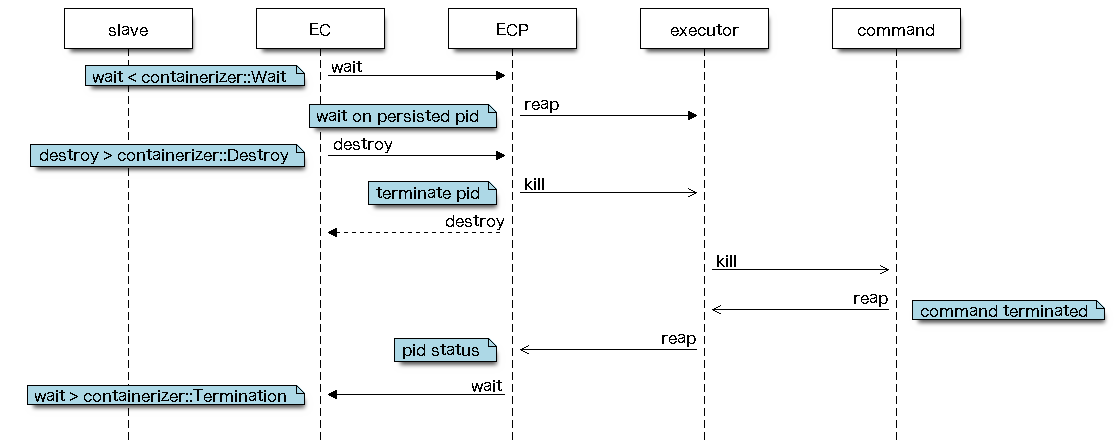 slave
EC
ECP
executor
command
wait < containerizer::Wait
wait
wait on persisted pid
reap
destroy > containerizer::Destroy
destroy
terminate pid
kill
destroy
kill
reap
command terminated
pid status
reap
wait > containerizer::Termination
wait